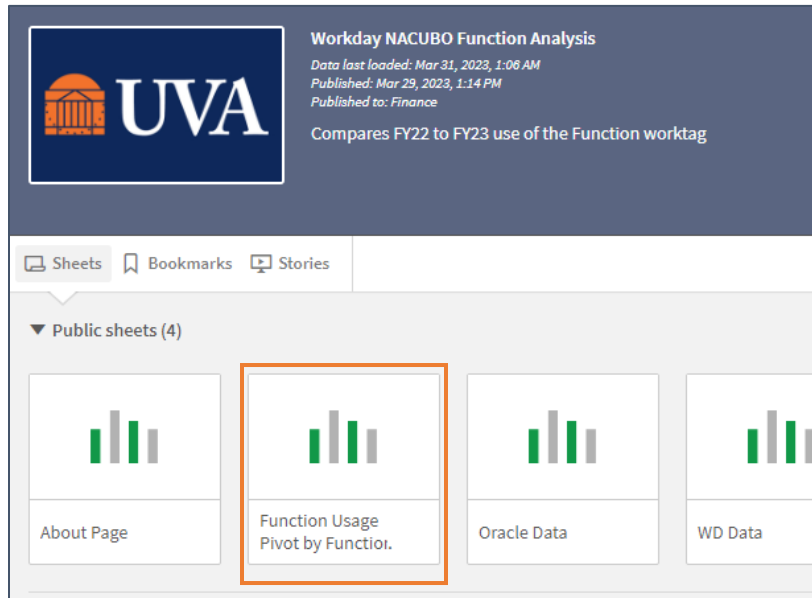 UVA
Workday NACUBO Function Analysis
Data last loaded: Mar 31, 2023, 1:06 AM
Published: Mar 29, 2023, 1:14 PM
Published to: Finance
Compares FY22 to FY23 use of the Function worktag
Sheets
Bookmarks
Stories
Public sheets (4)
About Page
Function Usage
Pivot by Function.
Oracle Data
WD Data